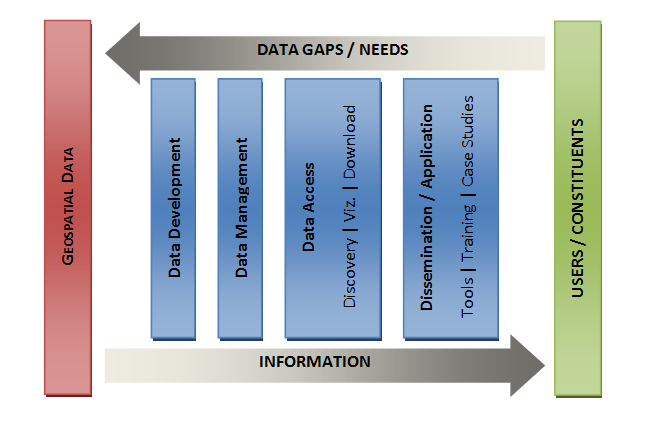 DATA GAPS / NEEDS
GEOSPATIAL DATA
Data Development
Data Management
Data Access
Discovery | Viz. | Download
Dissemination / Application
Tools | Training | Case Studies
USERS / CONSTITUENTS
INFORMATION